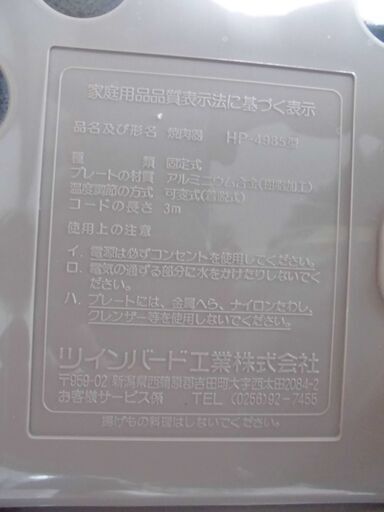 家庭用品品質表示法に基づく表示
品名及び形名 焼肉器 HP-4985型
種類 固定式
プレートの材質 アルミニウム合金(樹脂加工)
温度調節の方式 可変式(着脱式)
コードの長さ 3m
使用上の注意
イ. 電源は必ずコンセントを使用してください。
ロ. 電気の通ずる部分に水をかけたりしないでく
ださい。
ハ. プレートには、金属へら、ナイロンたわし、
クレンザー等を使用しないでください。
ツインバード工業株式会社
〒959-02 新潟県西蒲原郡吉田町大字西太田2084-2
お客様サービス係 TEL(0256)92-7455
揚げもの料理はしないでください。